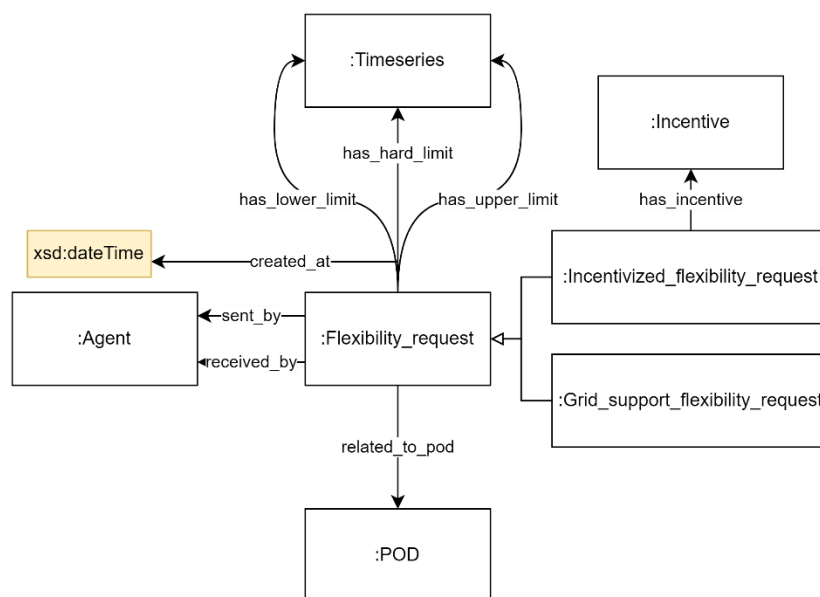 :Timeseries
:Incentive
has_hard_limit
has_lower_limit
has_upper_limit
has_incentive
xsd:dateTime
created_at
:Incentivized_flexibility_request
:Agent
sent_by
received_by
:Flexibility_request
:Grid_support_flexibility_request
related_to_pod
:POD